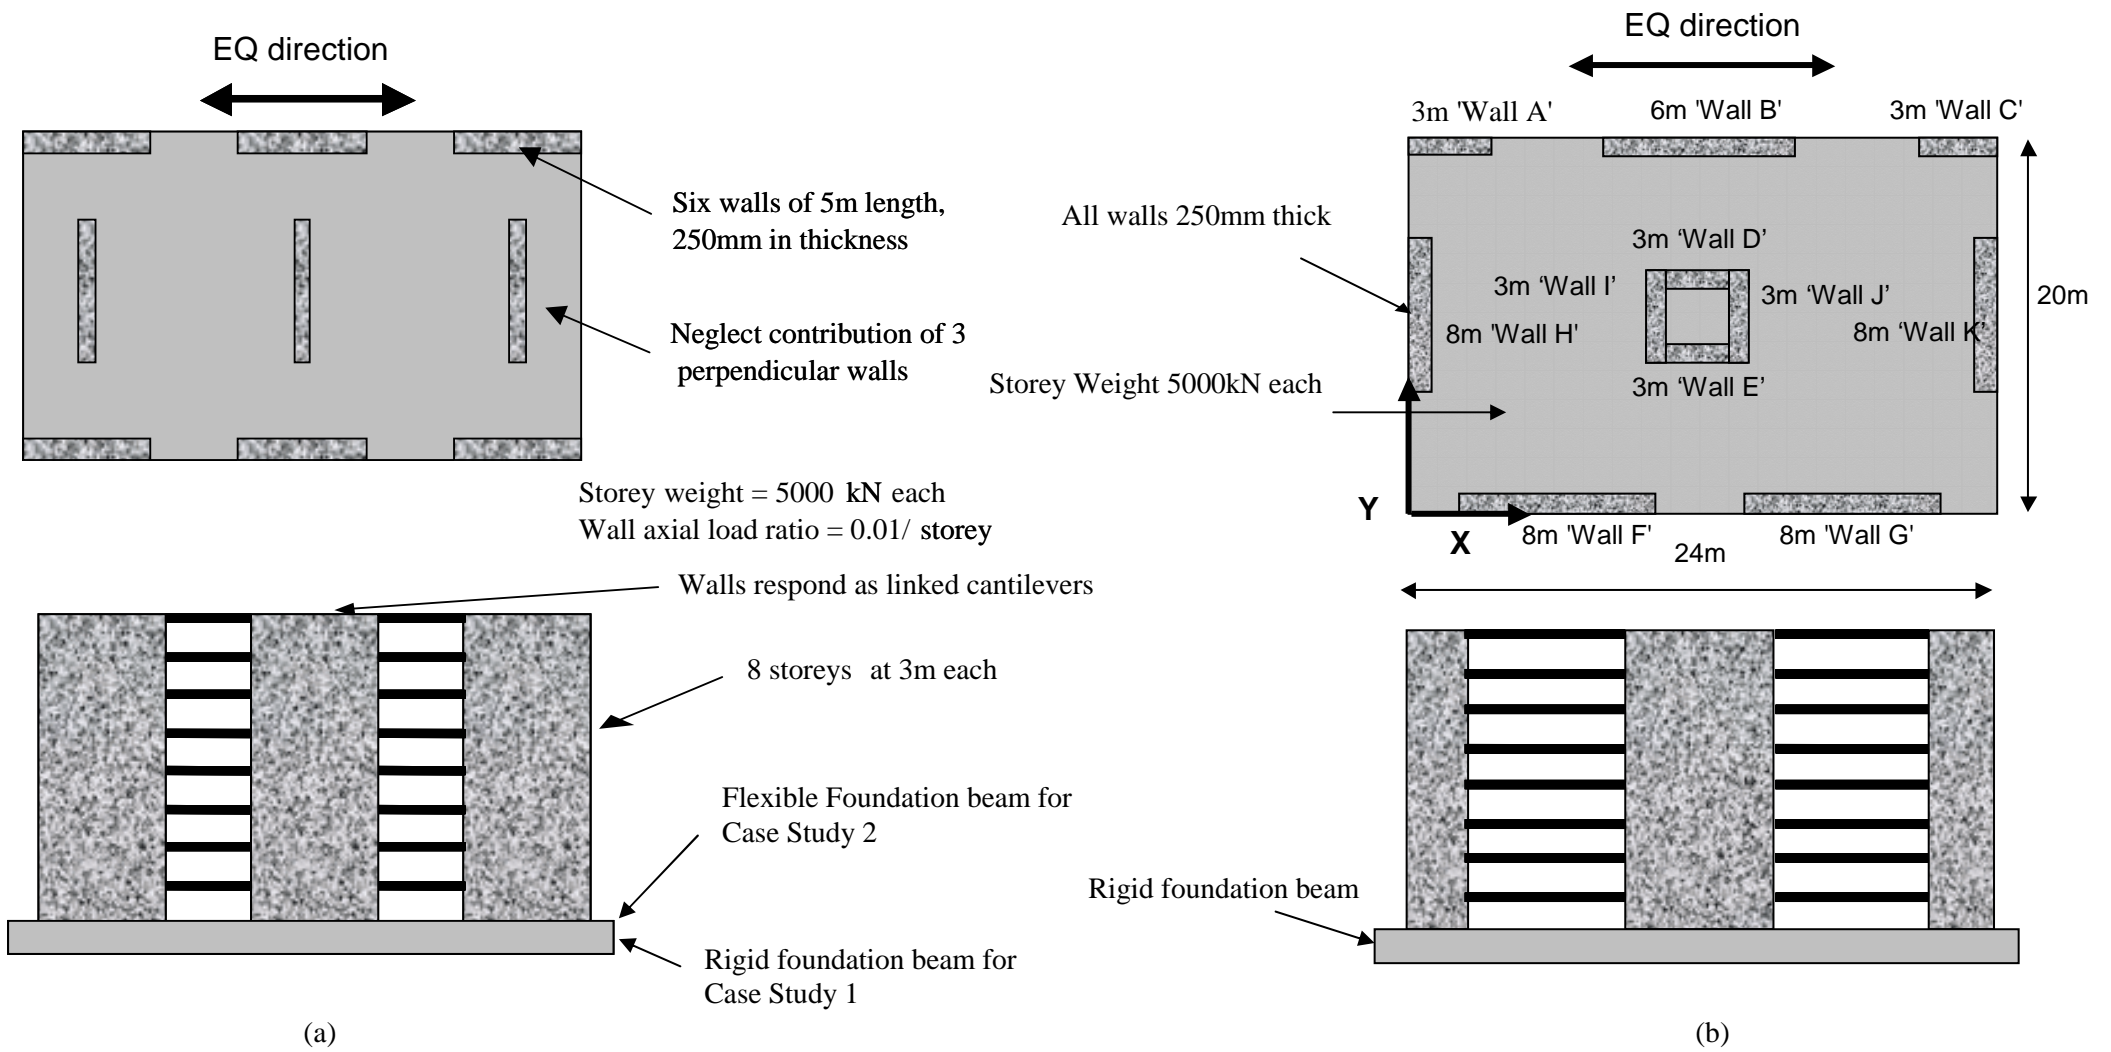 EQ direction
Six walls of 5m length,
250mm in thickness
Neglect contribution of 3
perpendicular walls
Storey weight = 5000 kN each
Wall axial load ratio = 0.01/ storey
Walls respond as linked cantilevers
8 storeys at 3m each
Flexible Foundation beam for
Case Study 2
Rigid foundation beam for
Case Study 1
(a)
EQ direction
3m 'Wall A'
6m 'Wall B'
3m 'Wall C'
All walls 250mm thick
3m ‘Wall D’
3m ‘Wall I’
3m ‘Wall J’
20m
8m 'Wall H'
8m ‘Wall K’
Storey Weight 5000kN each
3m ‘Wall E’
Y
X
8m 'Wall F'
8m 'Wall G'
24m
Rigid foundation beam
(b)